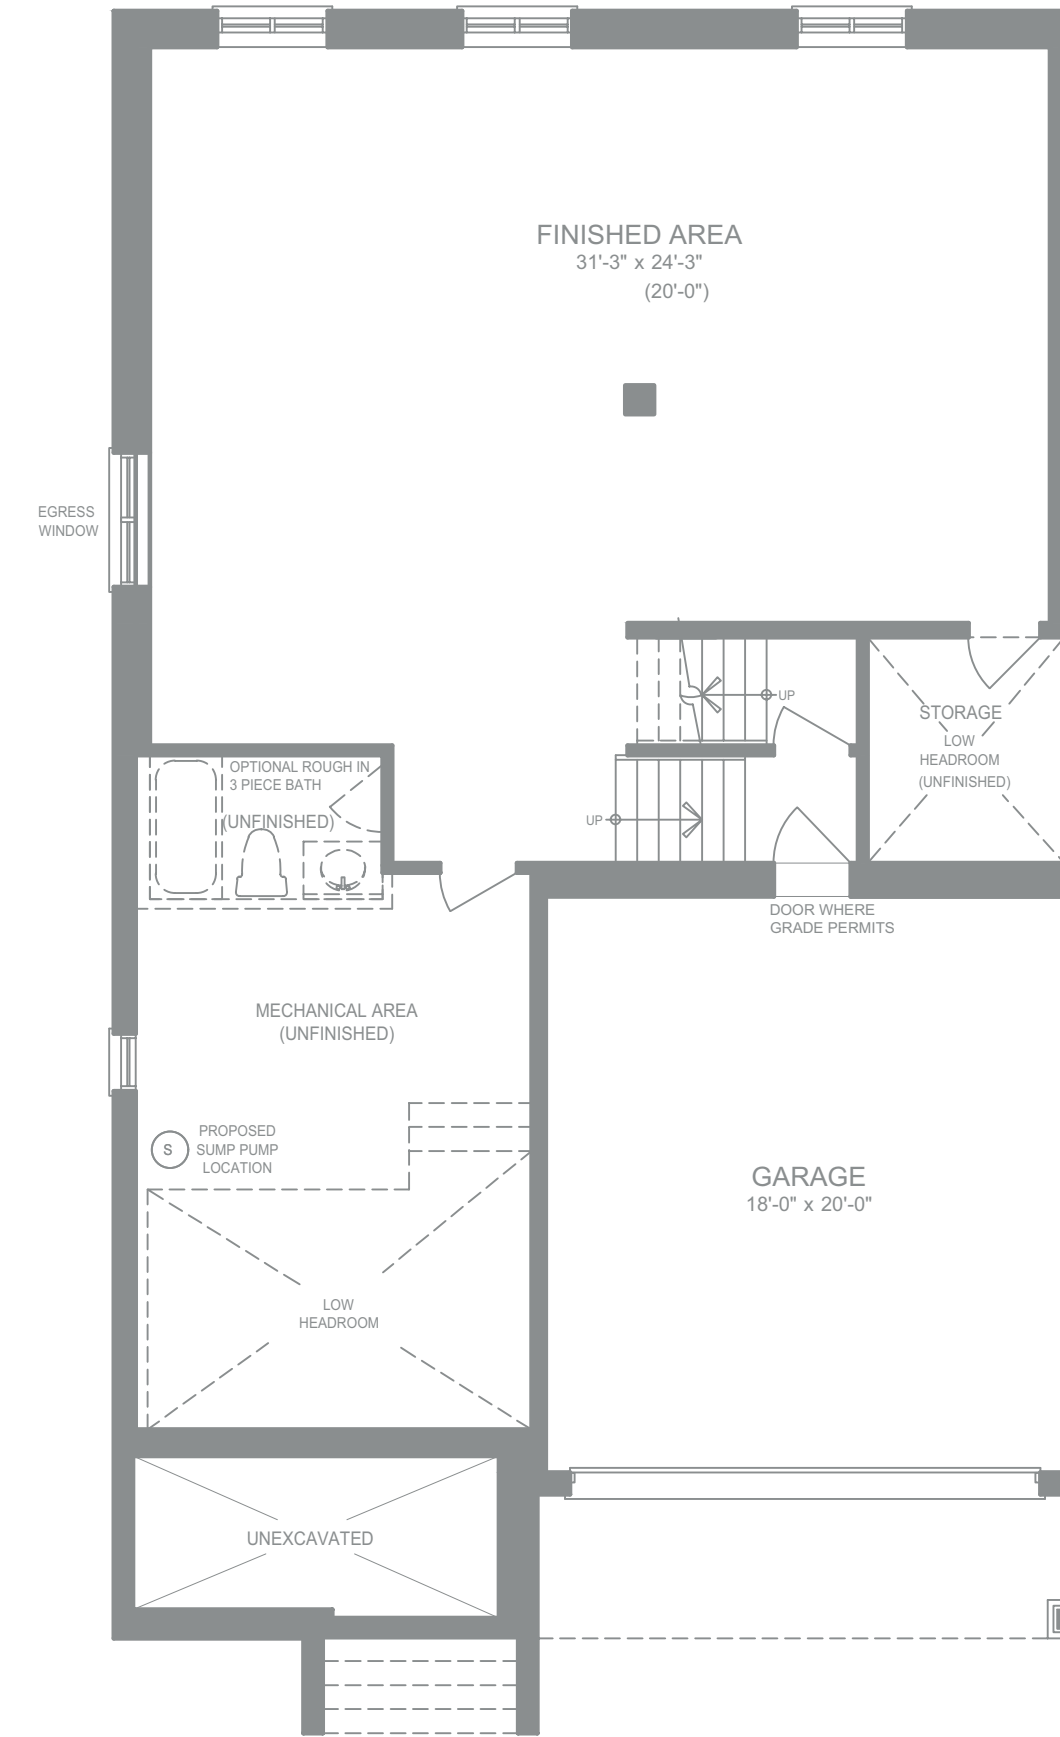 FINISHED AREA
31'-3" x 24'-3"
(20'-0")
EGRESS
WINDOW
UP
STORAGE
LOW
HEADROOM
(UNFINISHED)
OPTIONAL ROUGH IN
3 PIECE BATH
(UNFINISHED)
UP
DOOR WHERE
GRADE PERMITS
MECHANICAL AREA
(UNFINISHED)
S
PROPOSED
SUMP PUMP
LOCATION
GARAGE
18'-0" x 20'-0"
LOW
HEADROOM
UNEXCAVATED